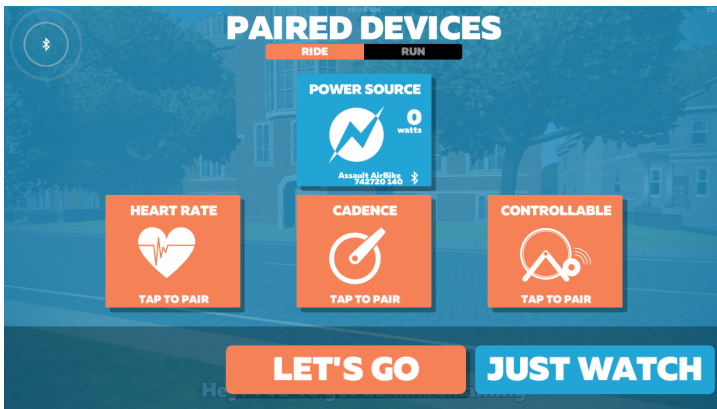 PAIRED DEVICES
RIDE RUN
POWER SOURCE
0
watts
Assault AirBike
742720 140
HEART RATE
TAP TO PAIR
CADENCE
TAP TO PAIR
CONTROLLABLE
TAP TO PAIR
LET'S GO
JUST WATCH